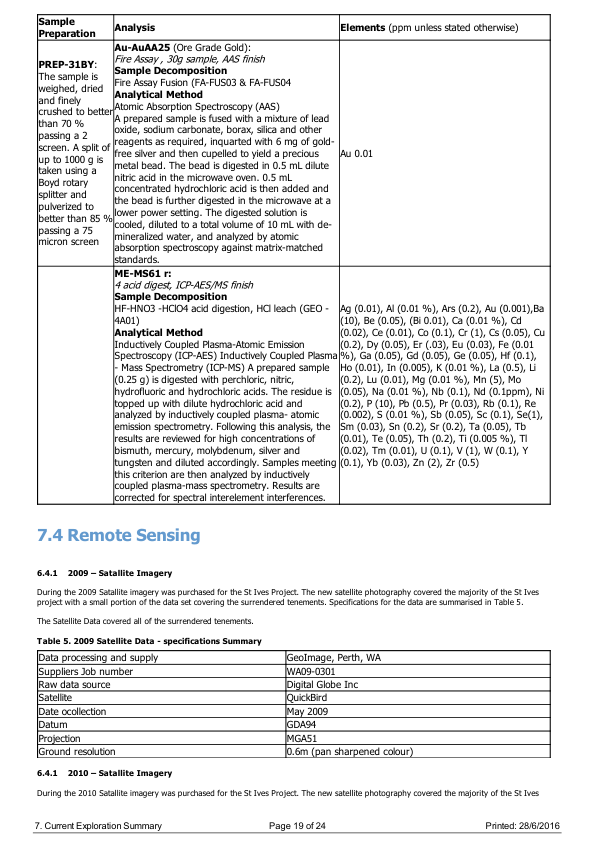 Sample
Preparation
Analysis
Elements (ppm unless stated otherwise)
PREP-31BY:
The sample is
weighed, dried
and finely
crushed to better
than 70 %
passing a 2
screen. A split of
up to 1000 g is
taken using a
Boyd rotary
splitter and
pulverized to
better than 85 %
passing a 75
micron screen
Au-AuAA25 (Ore Grade Gold):
Fire Assay , 30g sample, AAS finish
Sample Decomposition
Fire Assay Fusion (FA-FUS03 & FA-FUS04
Analytical Method
Atomic Absorption Spectroscopy (AAS)
A prepared sample is fused with a mixture of lead
oxide, sodium carbonate, borax, silica and other
reagents as required, inquarted with 6 mg of gold-
free silver and then cupelled to yield a precious
metal bead. The bead is digested in 0.5 mL dilute
nitric acid in the microwave oven. 0.5 mL
concentrated hydrochloric acid is then added and
the bead is further digested in the microwave at a
lower power setting. The digested solution is
cooled, diluted to a total volume of 10 mL with de-
mineralized water, and analyzed by atomic
absorption spectroscopy against matrix-matched
standards.
Au 0.01
ME-MS61 r:
4 acid digest, ICP-AES/MS finish
Sample Decomposition
HF-HNO3 -HClO4 acid digestion, HCl leach (GEO -
4A01)
Analytical Method
Inductively Coupled Plasma-Atomic Emission
Spectroscopy (ICP-AES) Inductively Coupled Plasma
- Mass Spectrometry (ICP-MS) A prepared sample
(0.25 g) is digested with perchloric, nitric,
hydrofluoric and hydrochloric acids. The residue is
topped up with dilute hydrochloric acid and
analyzed by inductively coupled plasma- atomic
emission spectrometry. Following this analysis, the
results are reviewed for high concentrations of
bismuth, mercury, molybdenum, silver and
tungsten and diluted accordingly. Samples meeting
this criterion are then analyzed by inductively
coupled plasma-mass spectrometry. Results are
corrected for spectral interelement interferences.
Ag (0.01), Al (0.01 %), Ars (0.2), Au (0.001),Ba
(10), Be (0.05), (Bi 0.01), Ca (0.01 %), Cd
(0.02), Ce (0.01), Co (0.1), Cr (1), Cs (0.05), Cu
(0.2), Dy (0.05), Er (.03), Eu (0.03), Fe (0.01
%), Ga (0.05), Gd (0.05), Ge (0.05), Hf (0.1),
Ho (0.01), In (0.005), K (0.01 %), La (0.5), Li
(0.2), Lu (0.01), Mg (0.01 %), Mn (5), Mo
(0.05), Na (0.01 %), Nb (0.1), Nd (0.1ppm), Ni
(0.2), P (10), Pb (0.5), Pr (0.03), Rb (0.1), Re
(0.002), S (0.01 %), Sb (0.05), Sc (0.1), Se(1),
Sm (0.03), Sn (0.2), Sr (0.2), Ta (0.05), Tb
(0.01), Te (0.05), Th (0.2), Ti (0.005 %), Tl
(0.02), Tm (0.01), U (0.1), V (1), W (0.1), Y
(0.1), Yb (0.03), Zn (2), Zr (0.5)
7.4 Remote Sensing
6.4.1 2009 – Satallite Imagery
During the 2009 Satallite imagery was purchased for the St Ives Project. The new satellite photography covered the majority of the St Ives
project with a small portion of the data set covering the surrendered tenements. Specifications for the data are summarised in Table 5.
The Satellite Data covered all of the surrendered tenements.
Table 5. 2009 Satellite Data - specifications Summary
Data processing and supply GeoImage, Perth, WA
Suppliers Job number WA09-0301
Raw data source Digital Globe Inc
Satellite QuickBird
Date ocollection May 2009
Datum GDA94
Projection MGA51
Ground resolution 0.6m (pan sharpened colour)
6.4.1 2010 – Satallite Imagery
During the 2010 Satallite imagery was purchased for the St Ives Project. The new satellite photography covered the majority of the St Ives
7. Current Exploration Summary Page 19 of 24 Printed: 28/6/2016